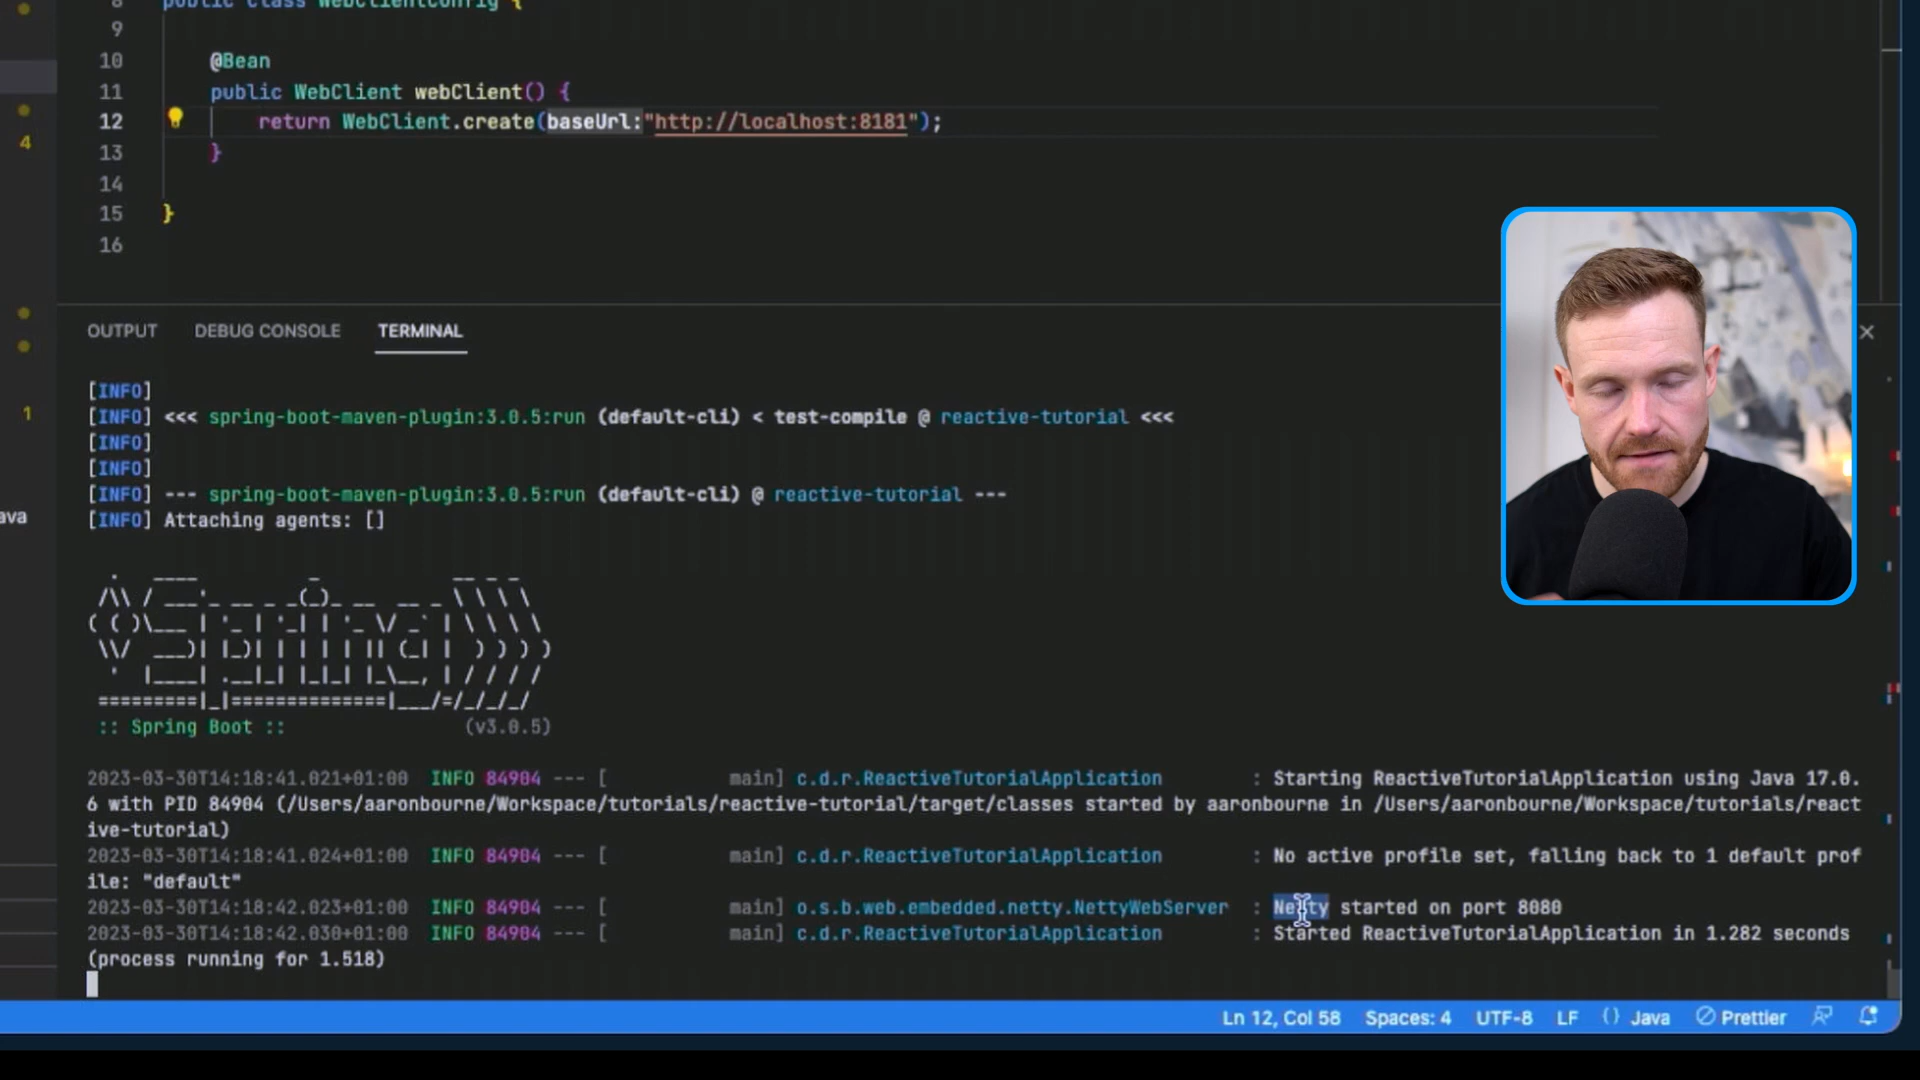 8 public class WebClientConfig {
9
10 @Bean
11 public WebClient webClient() {
12 return WebClient.create(baseUrl:"http://localhost:8181");
13 }
14
15 }
16
4
1
ava
OUTPUT DEBUG CONSOLE TERMINAL
[INFO]
[INFO] <<< spring-boot-maven-plugin:3.0.5:run (default-cli) < test-compile @ reactive-tutorial <<<
[INFO]
[INFO]
[INFO] --- spring-boot-maven-plugin:3.0.5:run (default-cli) @ reactive-tutorial ---
[INFO] Attaching agents: []
Spring
:: Spring Boot :: (v3.0.5)
2023-03-30T14:18:41.021+01:00 INFO 84904 --- [ main] c.d.r.ReactiveTutorialApplication : Starting ReactiveTutorialApplication using Java 17.0.
6 with PID 84904 (/Users/aaronbourne/Workspace/tutorials/reactive-tutorial/target/classes started by aaronbourne in /Users/aaronbourne/Workspace/tutorials/react
ive-tutorial)
2023-03-30T14:18:41.024+01:00 INFO 84904 --- [ main] c.d.r.ReactiveTutorialApplication : No active profile set, falling back to 1 default prof
ile: "default"
2023-03-30T14:18:42.023+01:00 INFO 84904 --- [ main] o.s.b.web.embedded.netty.NettyWebServer : Netty started on port 8080
2023-03-30T14:18:42.030+01:00 INFO 84904 --- [ main] c.d.r.ReactiveTutorialApplication : Started ReactiveTutorialApplication in 1.282 seconds
(process running for 1.518)
Ln 12, Col 58 Spaces: 4 UTF-8 LF {} Java Prettier